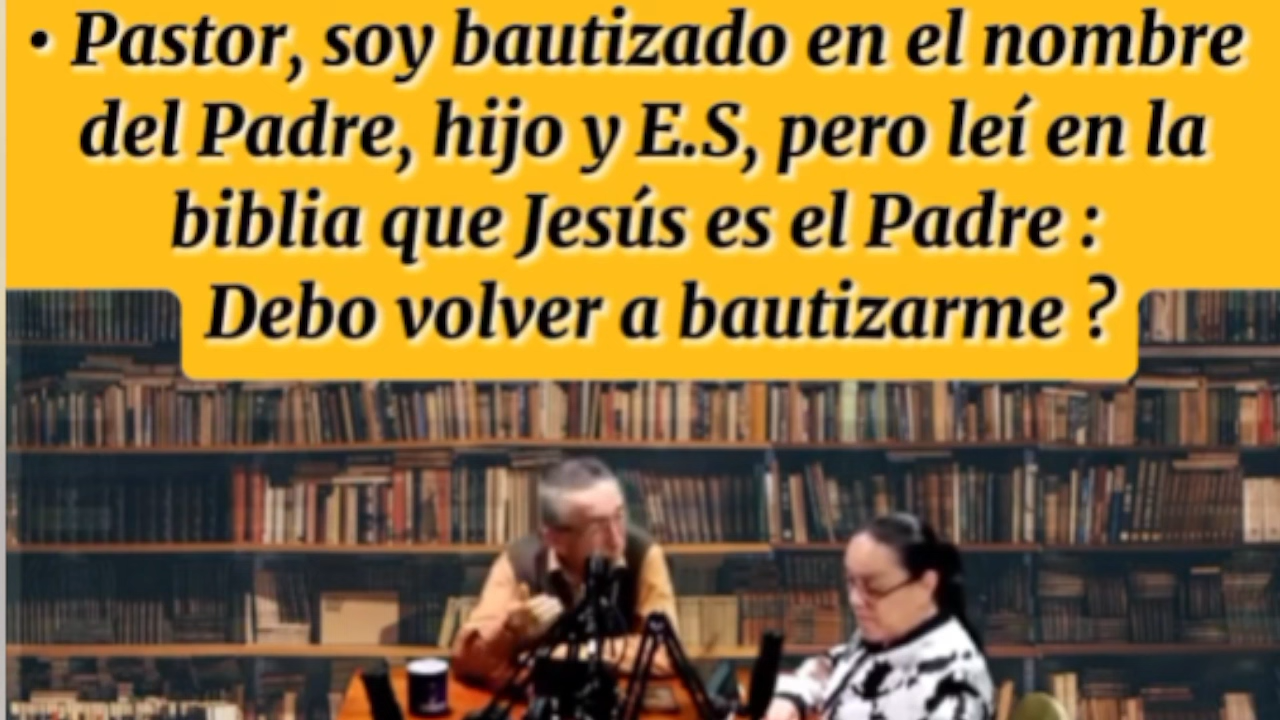 • Pastor, soy bautizado en el nombre
del Padre, hijo y E.S, pero leí en la
biblia que Jesús es el Padre :
Debo volver a bautizarme ?